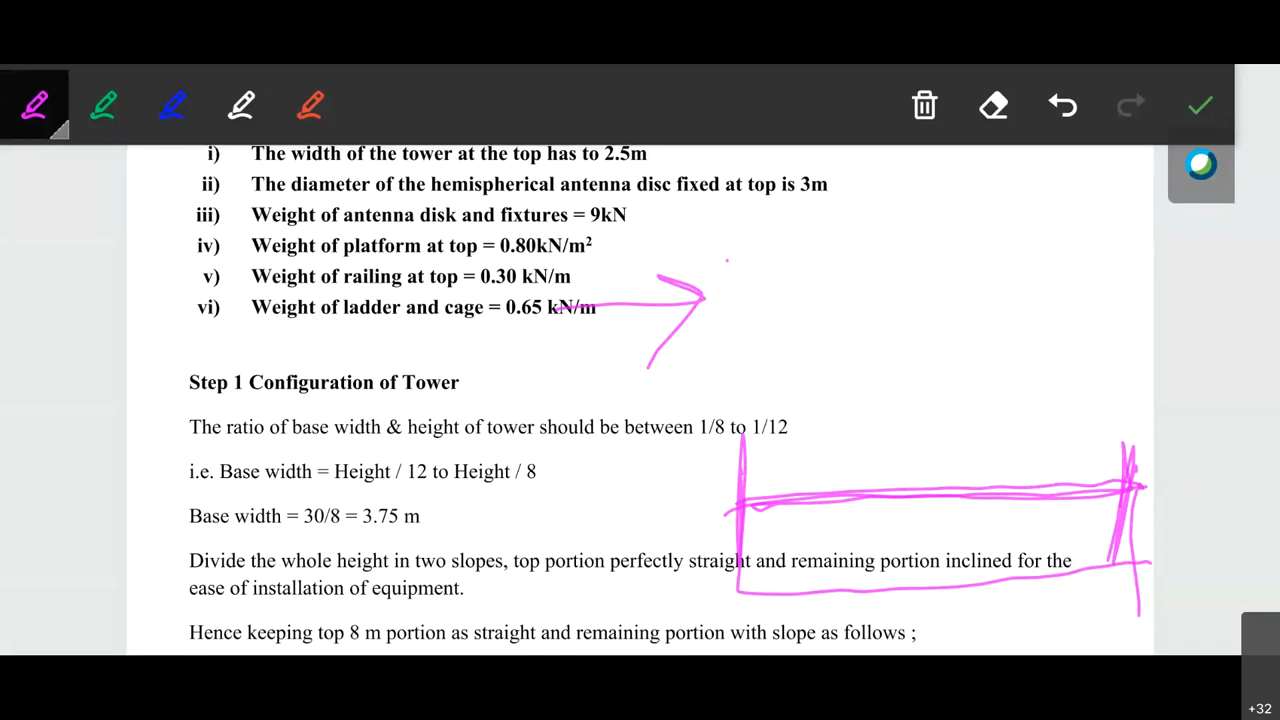 i) The width of the tower at the top has to 2.5m
ii) The diameter of the hemispherical antenna disc fixed at top is 3m
iii) Weight of antenna disk and fixtures = 9kN
iv) Weight of platform at top = 0.80kN/m²
v) Weight of railing at top = 0.30 kN/m
vi) Weight of ladder and cage = 0.65 kN/m
Step 1 Configuration of Tower
The ratio of base width & height of tower should be between 1/8 to 1/12
i.e. Base width = Height / 12 to Height / 8
Base width = 30/8 = 3.75 m
Divide the whole height in two slopes, top portion perfectly straight and remaining portion inclined for the
ease of installation of equipment.
Hence keeping top 8 m portion as straight and remaining portion with slope as follows ;
+32